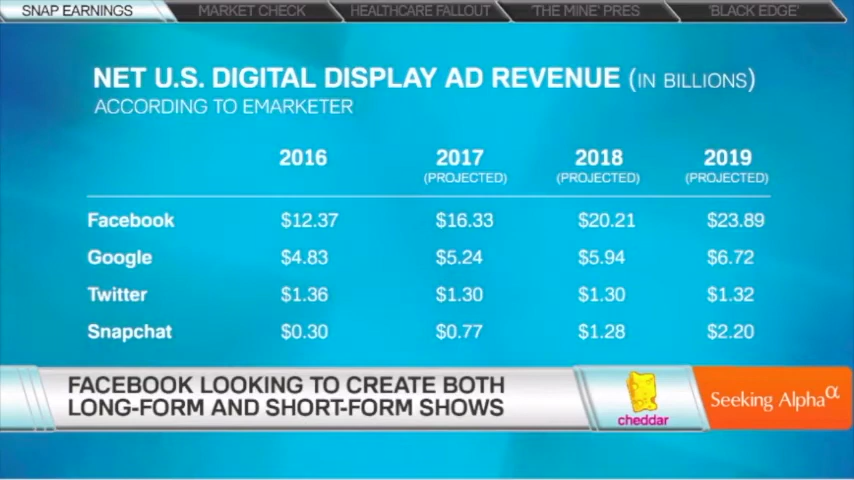 SNAP EARNINGS MARKET CHECK HEALTHCARE FALLOUT 'THE MINE' PRES 'BLACK EDGE'
NET U.S. DIGITAL DISPLAY AD REVENUE (IN BILLIONS)
ACCORDING TO EMARKETER
2016 2017 2018 2019
(PROJECTED) (PROJECTED) (PROJECTED)
Facebook $12.37 $16.33 $20.21 $23.89
Google $4.83 $5.24 $5.94 $6.72
Twitter $1.36 $1.30 $1.30 $1.32
Snapchat $0.30 $0.77 $1.28 $2.20
FACEBOOK LOOKING TO CREATE BOTH
LONG-FORM AND SHORT-FORM SHOWS
cheddar
Seeking Alpha α